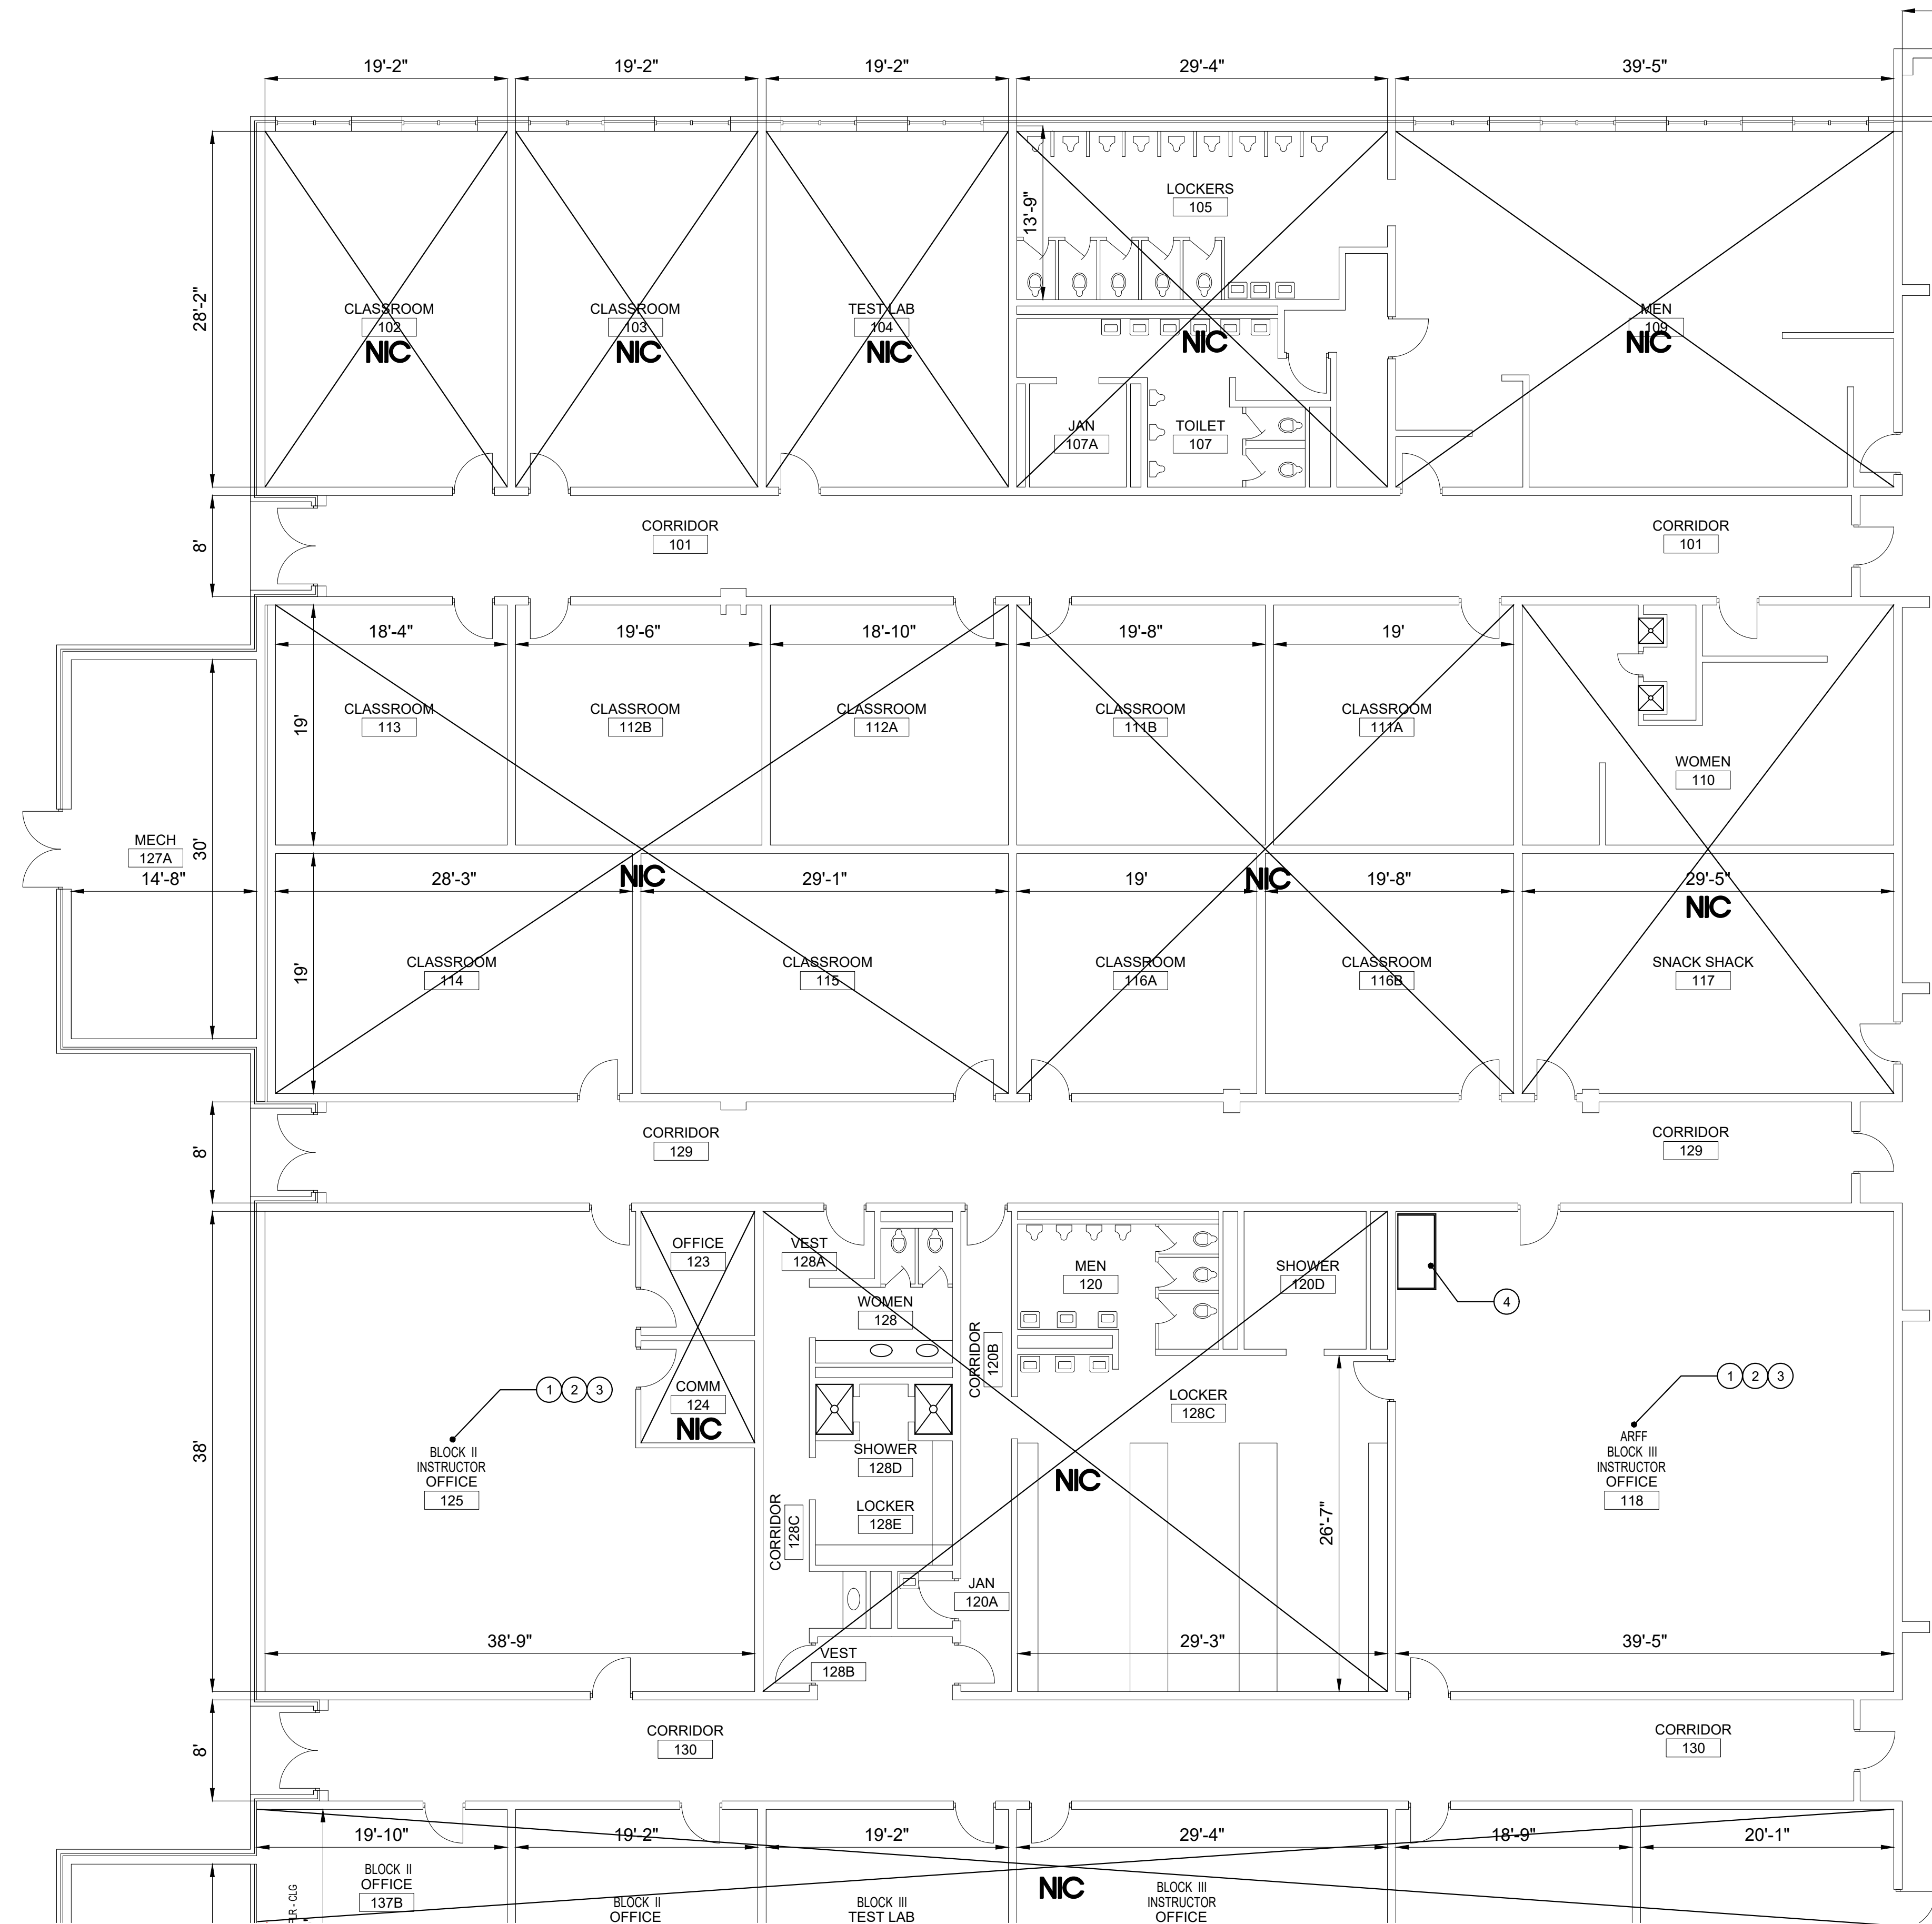 19'-2"
19'-2"
19'-2"
29'-4"
39'-5"
28'-2"
13'-9"
LOCKERS
105
CLASSROOM
102
NIC
CLASSROOM
103
NIC
TEST LAB
104
NIC
NIC
MEN
109
NIC
JAN
107A
TOILET
107
8'
CORRIDOR
101
CORRIDOR
101
18'-4"
19'-6"
18'-10"
19'-8"
19'
19'
CLASSROOM
113
CLASSROOM
112B
CLASSROOM
112A
CLASSROOM
111B
CLASSROOM
111A
WOMEN
110
MECH
127A
30'
14'-8"
28'-3"
NIC
29'-1"
19'
NIC
19'-8"
29'-5"
NIC
19'
CLASSROOM
114
CLASSROOM
115
CLASSROOM
116A
CLASSROOM
116B
SNACK SHACK
117
8'
CORRIDOR
129
CORRIDOR
129
OFFICE
123
VEST
128A
MEN
120
SHOWER
120D
4
WOMEN
128
CORRIDOR
120B
1 2 3
COMM
124
NIC
LOCKER
128C
1 2 3
38'
BLOCK II
INSTRUCTOR
OFFICE
125
SHOWER
128D
NIC
ARFF
BLOCK III
INSTRUCTOR
OFFICE
118
CORRIDOR
128C
LOCKER
128E
26'-7"
JAN
120A
38'-9"
VEST
128B
29'-3"
39'-5"
8'
CORRIDOR
130
CORRIDOR
130
19'-10"
19'-2"
19'-2"
29'-4"
18'-9"
20'-1"
BLOCK II
OFFICE
137B
FLR - CLG
BLOCK II
OFFICE
BLOCK III
TEST LAB
NIC
BLOCK III
INSTRUCTOR
OFFICE